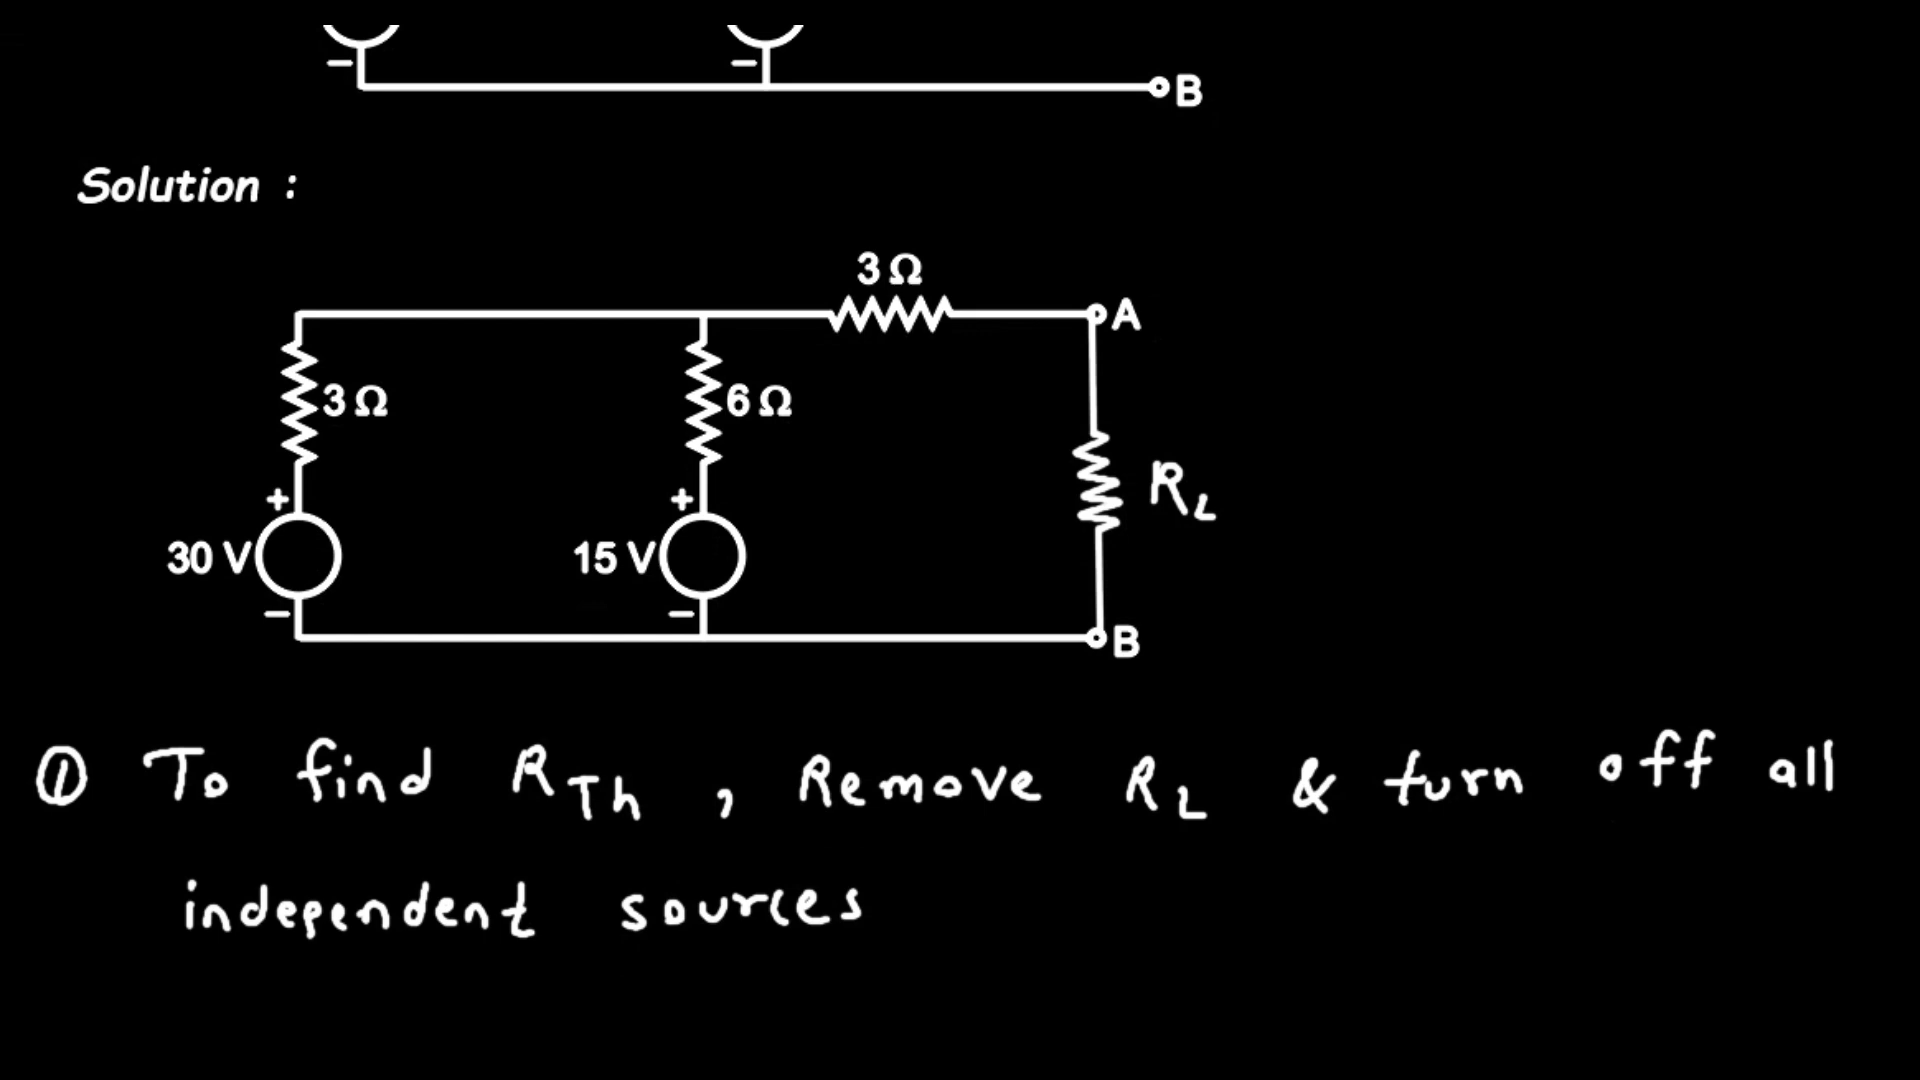 −
−
B
Solution :
3 Ω
A
3 Ω
6 Ω
R_L
+
+
30 V
15 V
−
−
B
① To find R_Th , Remove R_L & turn off all
independent sources